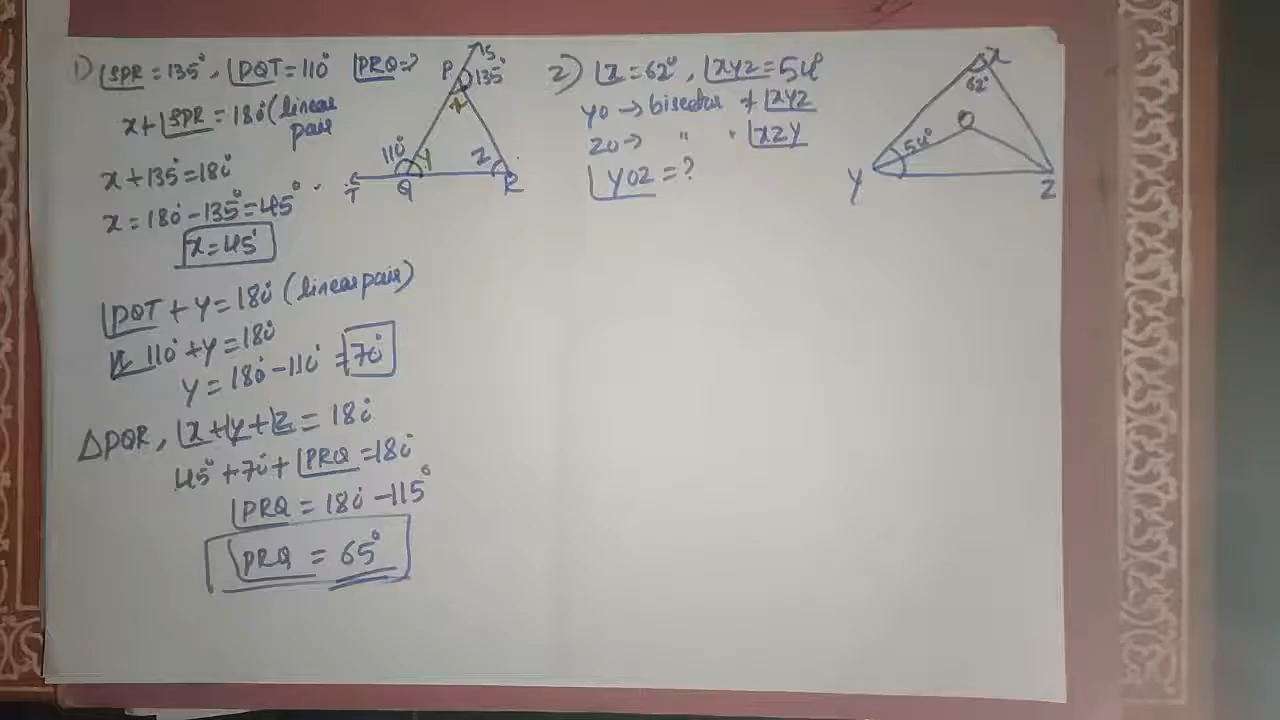 1) ∠SPR = 135°, ∠PQT = 110° ∠PRQ = ?
x + ∠SPR = 180° (linear
pair
x + 135° = 180°
x = 180° - 135° = 45°
x = 45°
∠PQT + y = 180° (linear pair)
110° + y = 180°
y = 180° - 110° = 70°
△PQR, ∠x + ∠y + ∠z = 180°
45° + 70° + ∠PRQ = 180°
∠PRQ = 180° - 115°
∠PRQ = 65°
S
P 135°
x
110° y z
T Q R
2) ∠x = 62°, ∠XYZ = 54°
YO → bisector of ∠XYZ
ZO → " " ∠XZY
∠YOZ = ?
X
62°
O
54°
Y Z